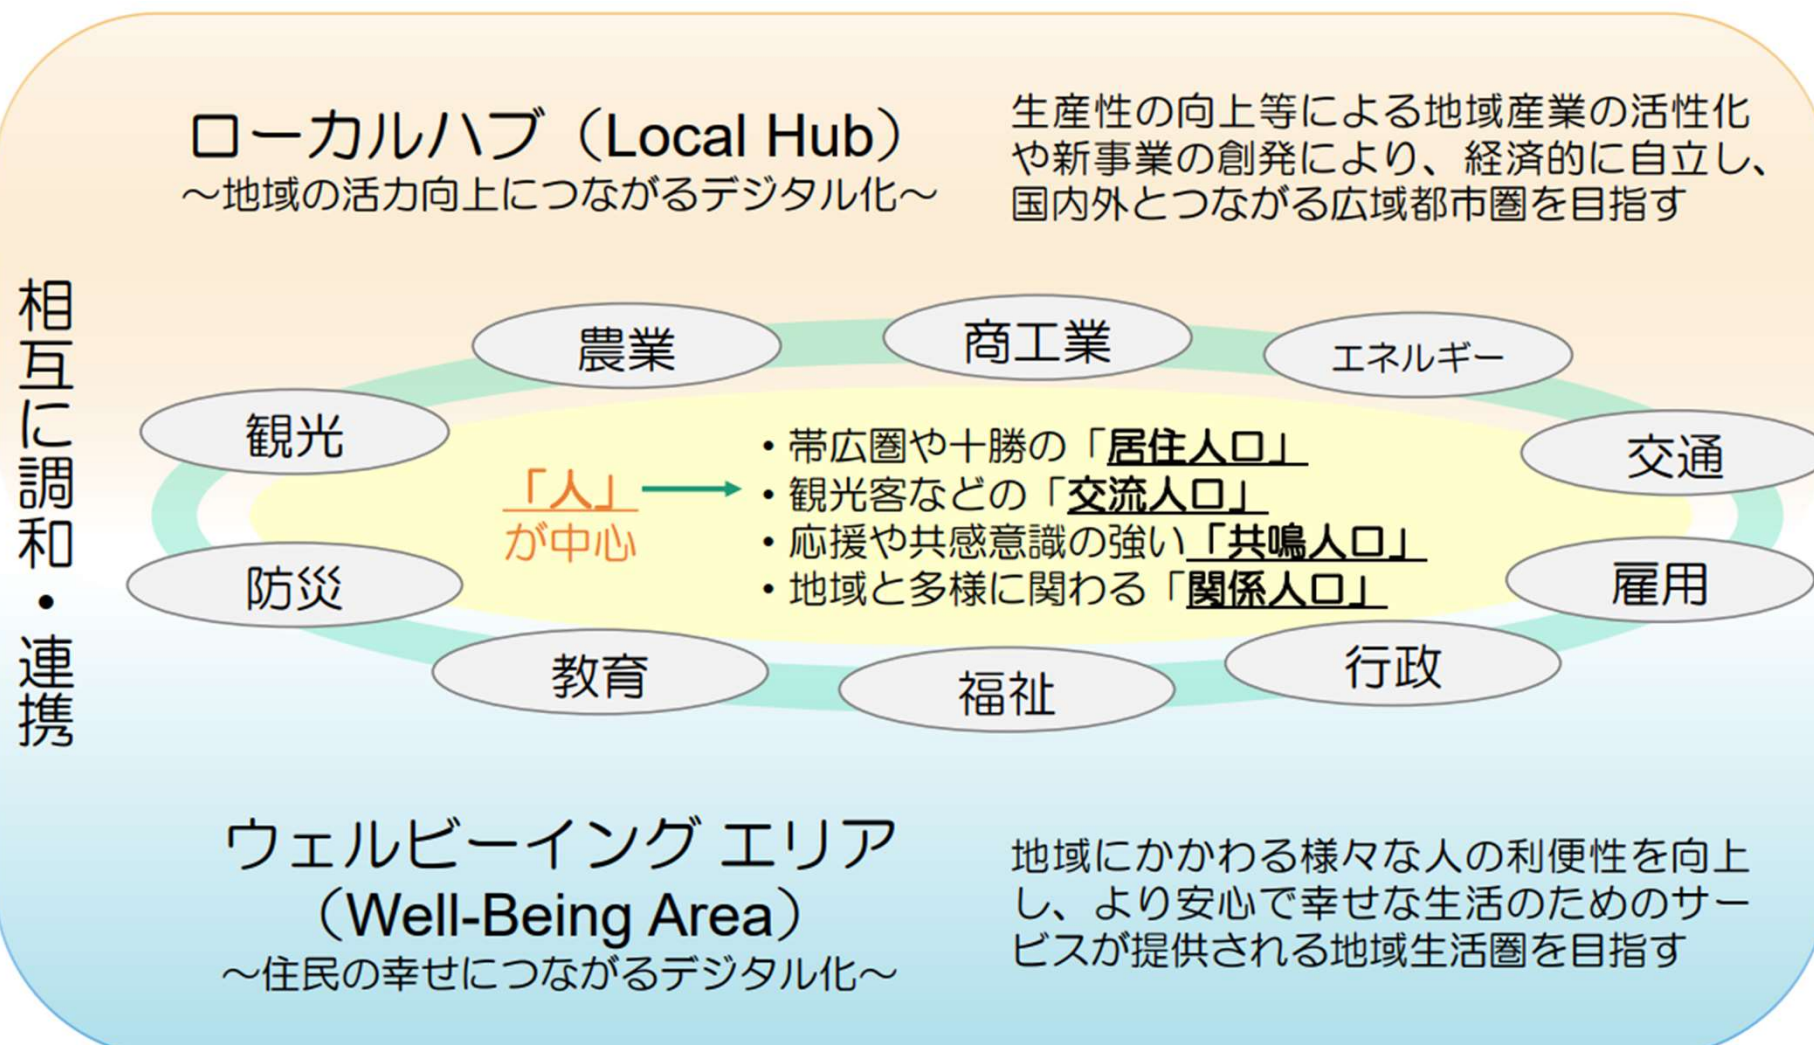 ローカルハブ（Local Hub）
～地域の活力向上につながるデジタル化～
生産性の向上等による地域産業の活性化
や新事業の創発により、経済的に自立し、
国内外とつながる広域都市圏を目指す
相互に調和・連携
農業
商工業
エネルギー
観光
交通
「人」
が中心
・帯広圏や十勝の「居住人口」
・観光客などの「交流人口」
・応援や共感意識の強い「共鳴人口」
・地域と多様に関わる「関係人口」
防災
雇用
教育
福祉
行政
ウェルビーイング エリア
（Well-Being Area）
～住民の幸せにつながるデジタル化～
地域にかかわる様々な人の利便性を向上
し、より安心で幸せな生活のためのサー
ビスが提供される地域生活圏を目指す